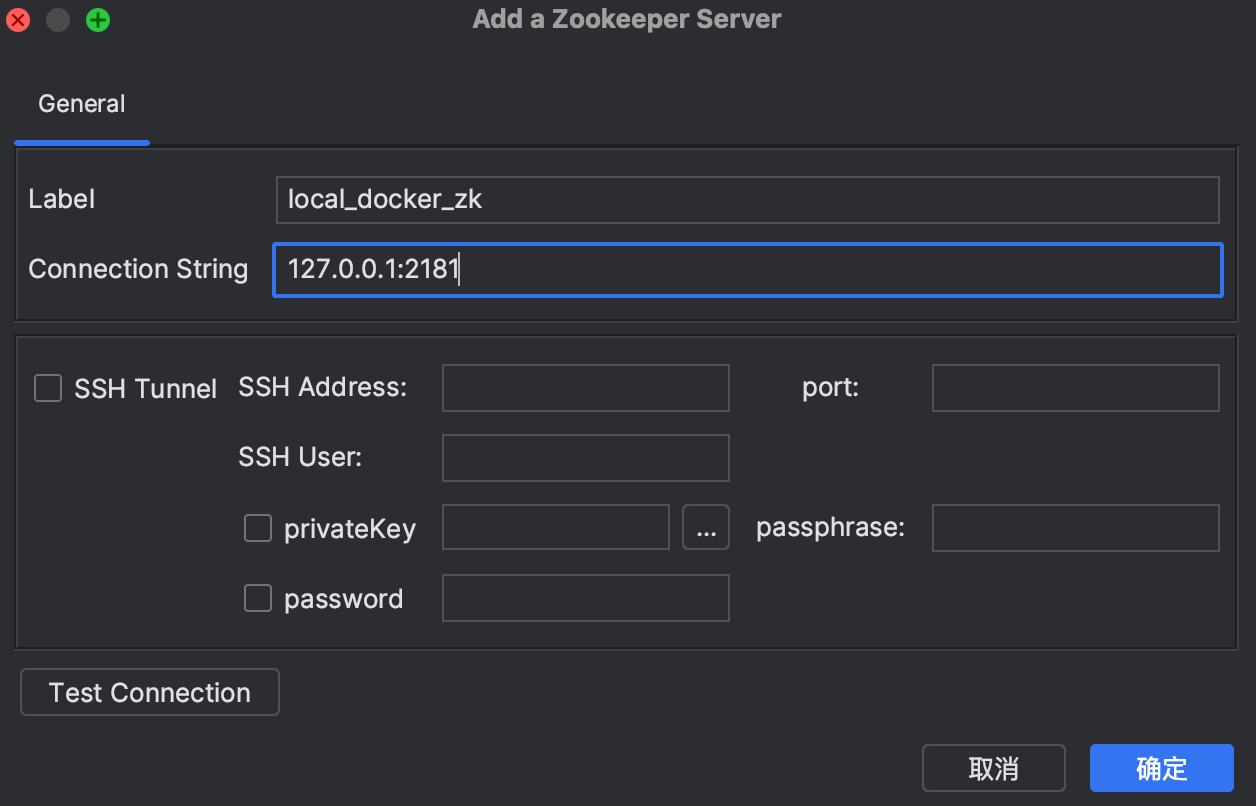 Add a Zookeeper Server
General
Label local_docker_zk
Connection String 127.0.0.1:2181
SSH Tunnel SSH Address: port:
SSH User:
privateKey ... passphrase:
password
Test Connection
取消 确定